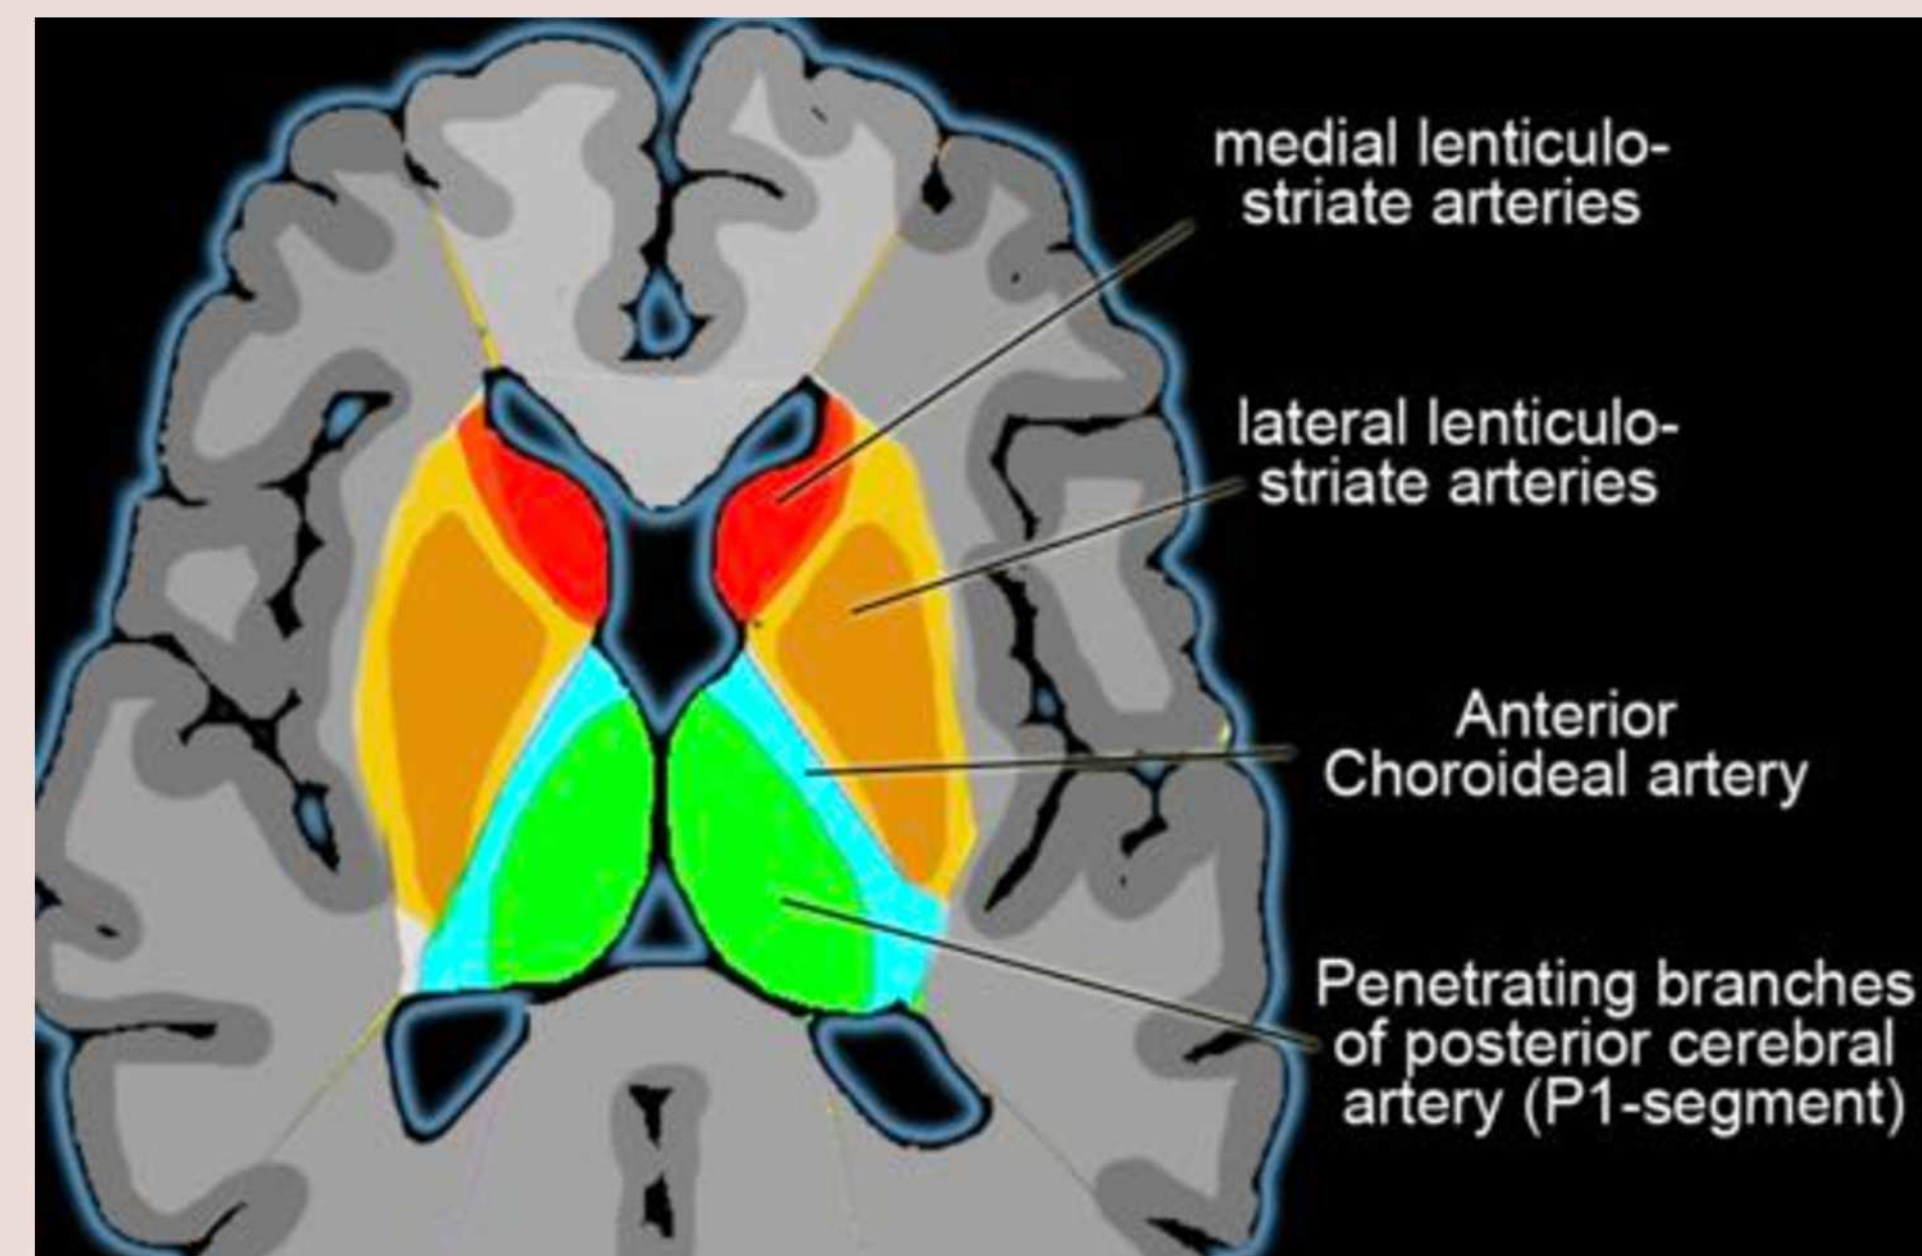 medial lenticulo-
striate arteries
lateral lenticulo-
striate arteries
Anterior
Choroideal artery
Penetrating branches
of posterior cerebral
artery (P1-segment)